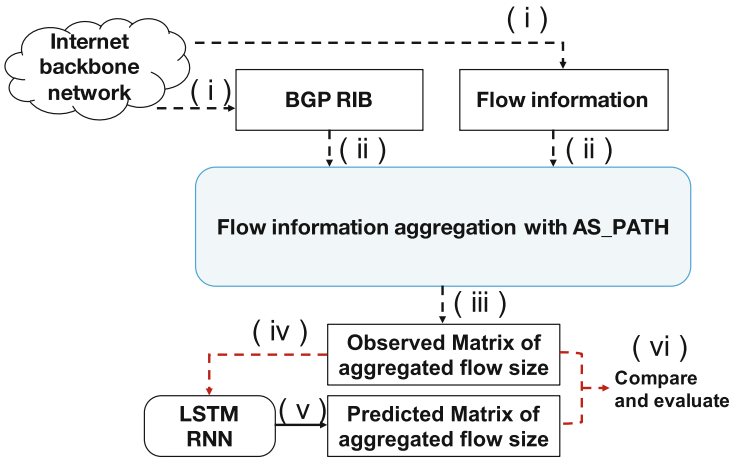 Internet
backbone
network
( i )
( i )
BGP RIB
Flow information
( ii )
( ii )
Flow information aggregation with AS_PATH
( iii )
( iv )
Observed Matrix of
aggregated flow size
( vi )
Compare
and evaluate
LSTM
RNN
( v )
Predicted Matrix of
aggregated flow size